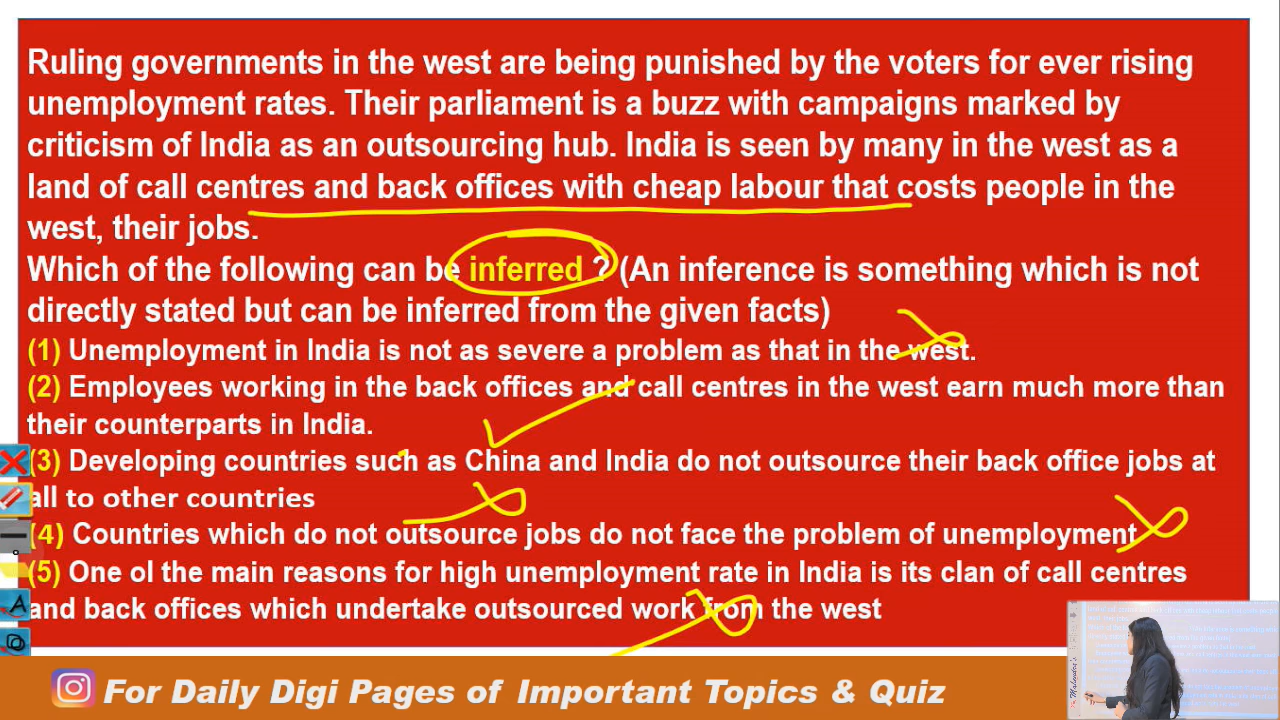 Ruling governments in the west are being punished by the voters for ever rising
unemployment rates. Their parliament is a buzz with campaigns marked by
criticism of India as an outsourcing hub. India is seen by many in the west as a
land of call centres and back offices with cheap labour that costs people in the
west, their jobs.
Which of the following can be inferred ? (An inference is something which is not
directly stated but can be inferred from the given facts)
(1) Unemployment in India is not as severe a problem as that in the west.
(2) Employees working in the back offices and call centres in the west earn much more than
their counterparts in India.
(3) Developing countries such as China and India do not outsource their back office jobs at
all to other countries
(4) Countries which do not outsource jobs do not face the problem of unemployment
(5) One ol the main reasons for high unemployment rate in India is its clan of call centres
and back offices which undertake outsourced work from the west
For Daily Digi Pages of Important Topics & Quiz